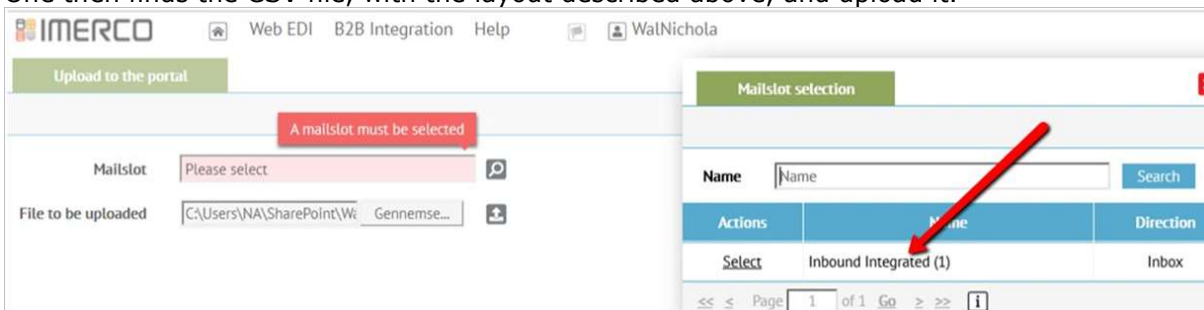 One then finds the CSV file, with the layout described above, and upload it.
IMERCO Web EDI B2B Integration Help WalNichola
Upload to the portal
A mailslot must be selected
Mailslot Please select
File to be uploaded C:\Users\NA\SharePoint\Wa Gennemse...
Mailslot selection
Name Name Search
Actions Name Direction
Select Inbound Integrated (1) Inbox
<< < Page 1 of 1 Go > >> i